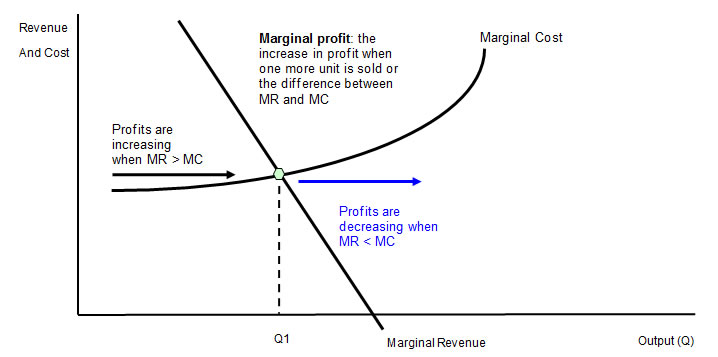 Revenue
And Cost
Marginal profit: the
increase in profit when
one more unit is sold or
the difference between
MR and MC
Marginal Cost
Profits are
increasing
when MR > MC
Profits are
decreasing when
MR < MC
Q1
Marginal Revenue
Output (Q)